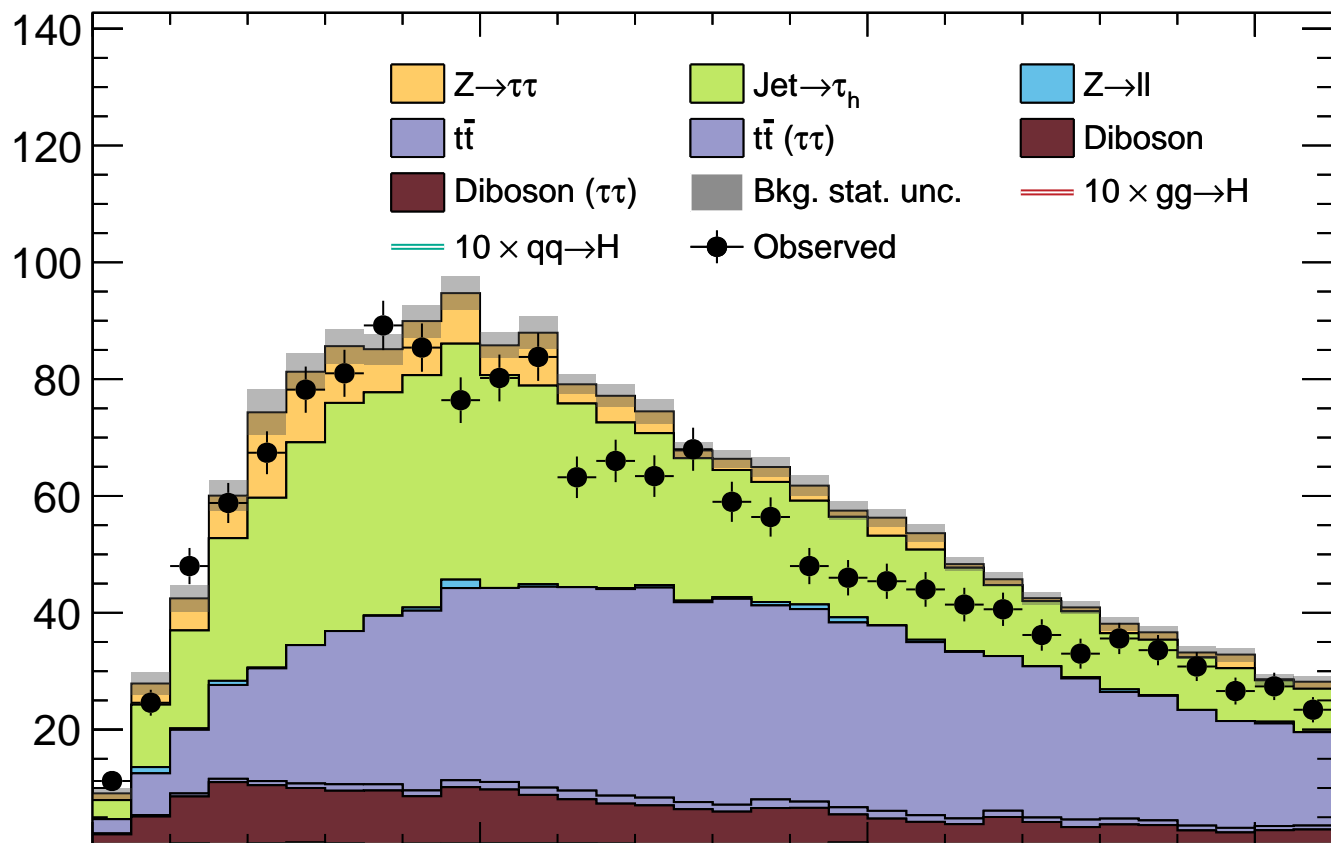 140
Z→ττ Jet→τ_h Z→ll
120
tt̄ tt̄ (ττ) Diboson
Diboson (ττ) Bkg. stat. unc. 10 × gg→H
10 × qq→H Observed
100
80
60
40
20